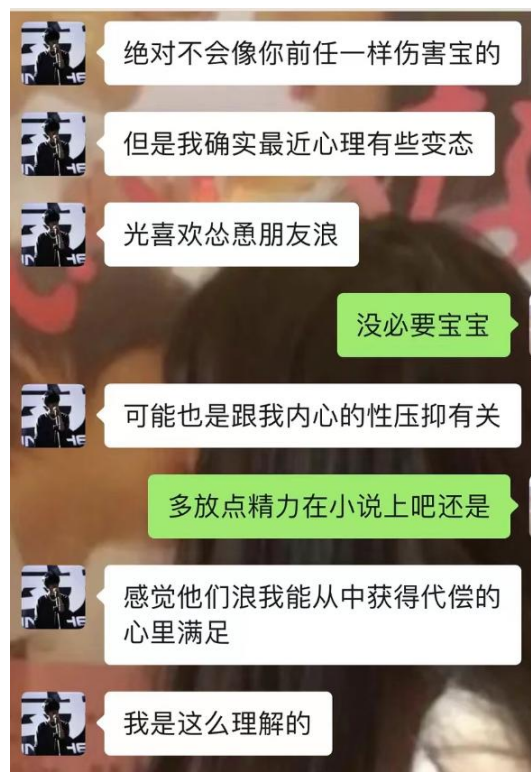 绝对不会像你前任一样伤害宝的
但是我确实最近心理有些变态
光喜欢怂恿朋友浪
没必要宝宝
可能也是跟我内心的性压抑有关
多放点精力在小说上吧还是
感觉他们浪我能从中获得代偿的
心里满足
我是这么理解的